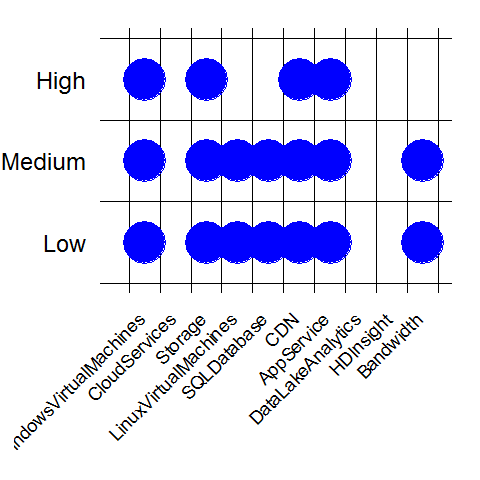 High
Medium
Low
ndowsVirtualMachines
CloudServices
Storage
LinuxVirtualMachines
SQLDatabase
CDN
AppService
DataLakeAnalytics
HDInsight
Bandwidth